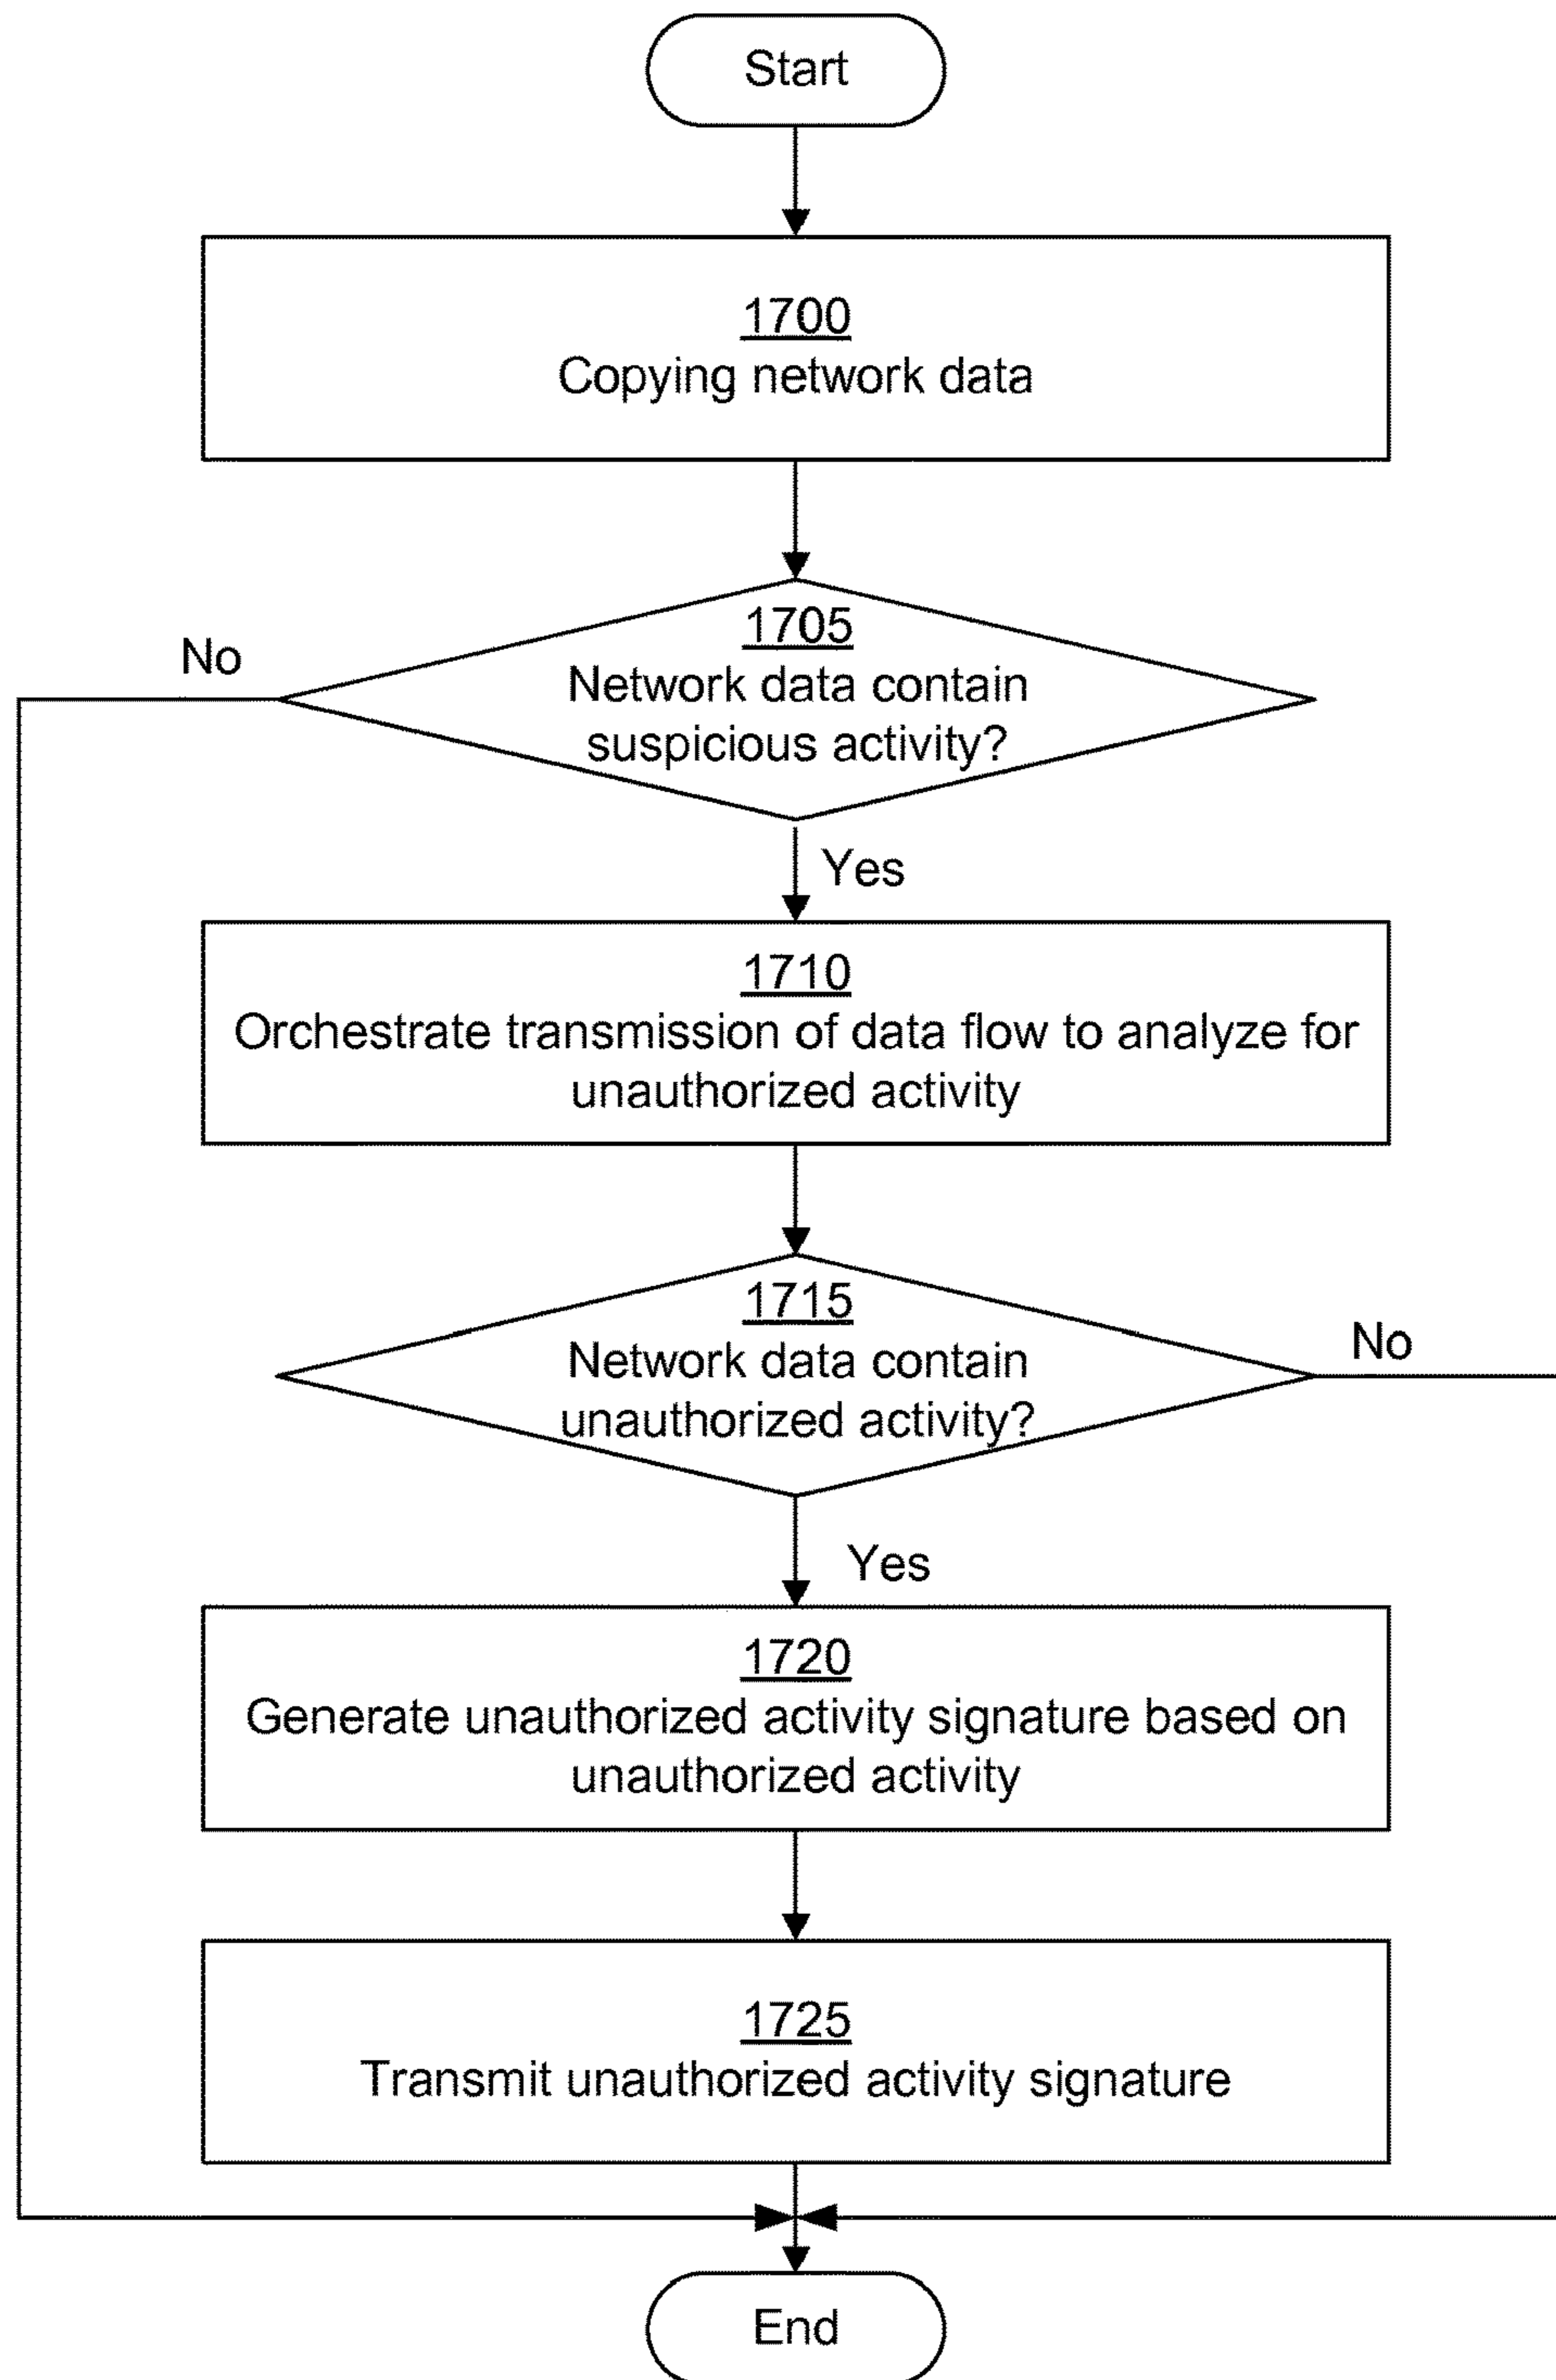 Start
1700
Copying network data
1705
No
Network data contain
suspicious activity?
Yes
1710
Orchestrate transmission of data flow to analyze for
unauthorized activity
1715
No
Network data contain
unauthorized activity?
Yes
1720
Generate unauthorized activity signature based on
unauthorized activity
1725
Transmit unauthorized activity signature
End